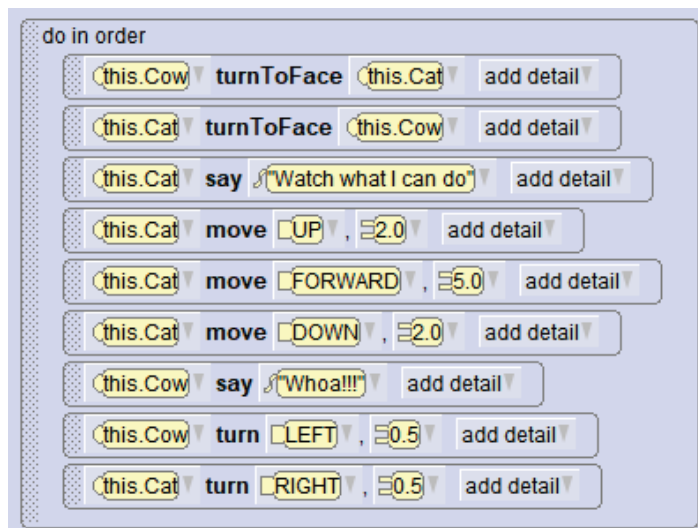 do in order
this.Cow turnToFace this.Cat add detail
this.Cat turnToFace this.Cow add detail
this.Cat say "Watch what I can do" add detail
this.Cat move UP , 2.0 add detail
this.Cat move FORWARD , 5.0 add detail
this.Cat move DOWN , 2.0 add detail
this.Cow say "Whoa!!!" add detail
this.Cow turn LEFT , 0.5 add detail
this.Cat turn RIGHT , 0.5 add detail